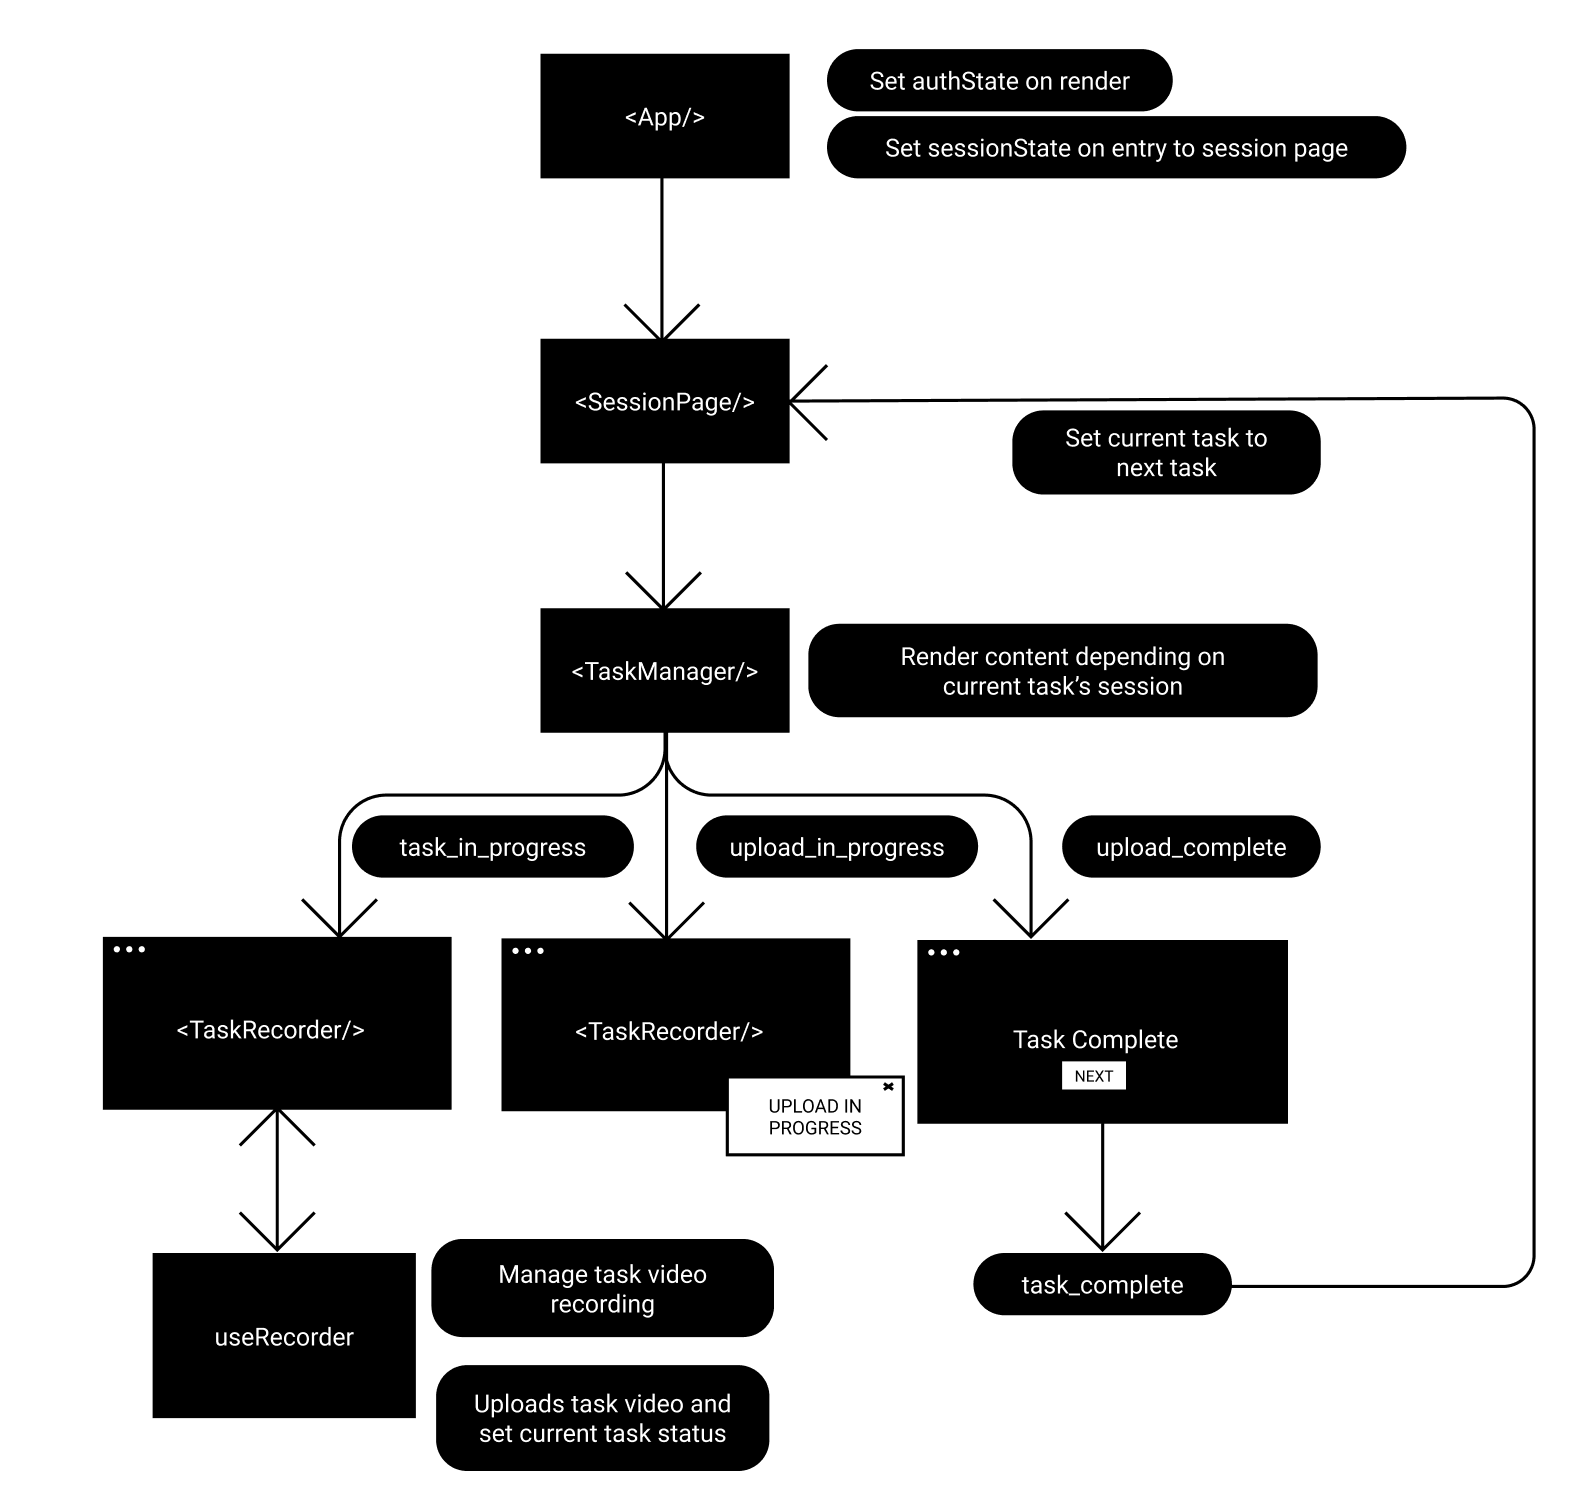 <App/>
Set authState on render
Set sessionState on entry to session page
<SessionPage/>
Set current task to
next task
<TaskManager/>
Render content depending on
current task’s session
task_in_progress
upload_in_progress
upload_complete
<TaskRecorder/>
<TaskRecorder/>
UPLOAD IN
PROGRESS
Task Complete
NEXT
useRecorder
Manage task video
recording
Uploads task video and
set current task status
task_complete